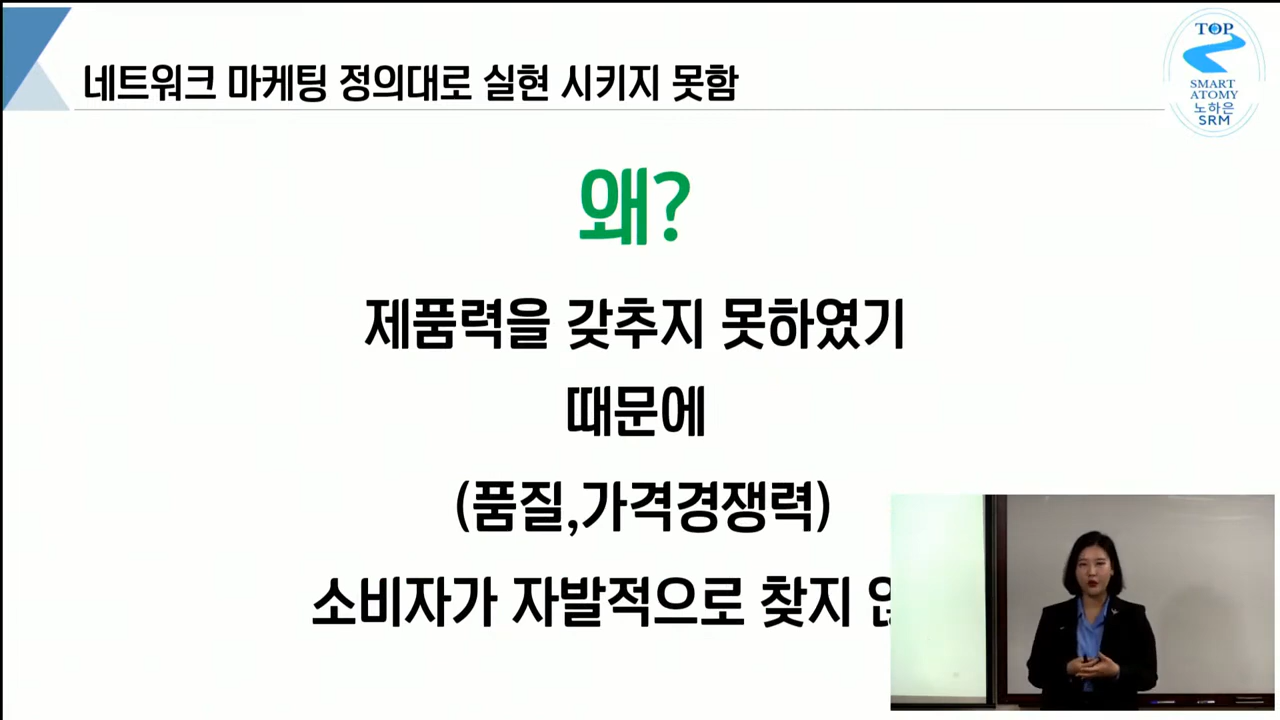 네트워크 마케팅 정의대로 실현 시키지 못함
TOP
SMART
ATOMY
노하은
SRM
왜?
제품력을 갖추지 못하였기
때문에
(품질,가격경쟁력)
소비자가 자발적으로 찾지